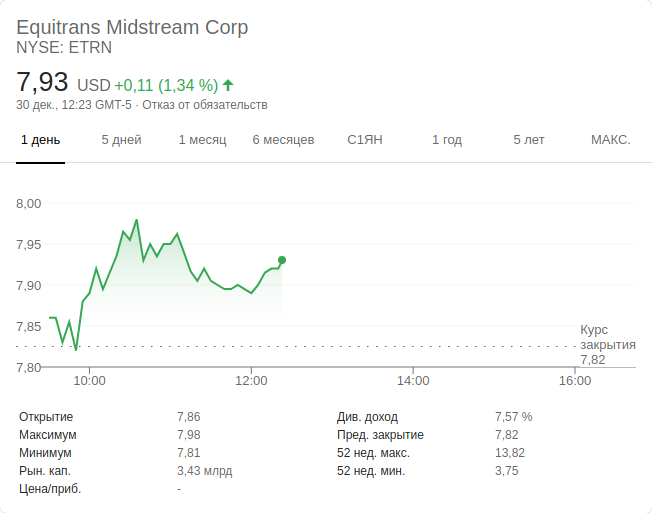 Equitrans Midstream Corp
NYSE: ETRN
7,93 USD +0,11 (1,34 %)
30 дек., 12:23 GMT-5 · Отказ от обязательств
1 день 5 дней 1 месяц 6 месяцев С1ЯН 1 год 5 лет МАКС.
8,00
7,95
7,90
7,85
Курс
закрытия
7,82
7,80
10:00 12:00 14:00 16:00
Открытие 7,86 Див. доход 7,57 %
Максимум 7,98 Пред. закрытие 7,82
Минимум 7,81 52 нед. макс. 13,82
Рын. кап. 3,43 млрд 52 нед. мин. 3,75
Цена/приб. -